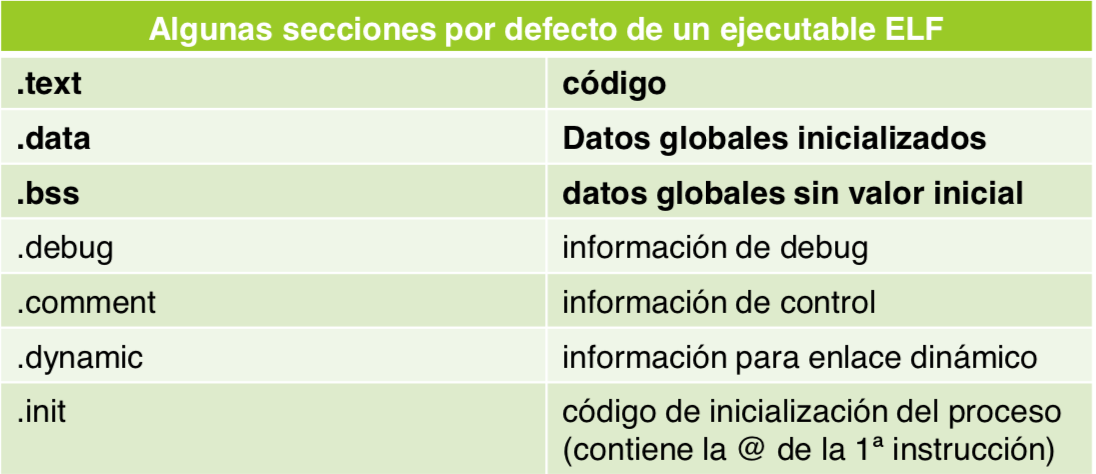 Algunas secciones por defecto de un ejecutable ELF
.text código
.data Datos globales inicializados
.bss datos globales sin valor inicial
.debug información de debug
.comment información de control
.dynamic información para enlace dinámico
.init código de inicialización del proceso
(contiene la @ de la 1ª instrucción)